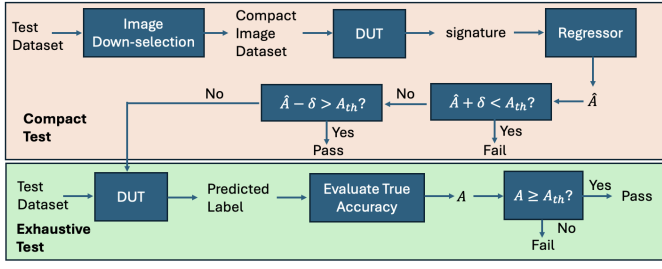 Test
Dataset
Image
Down-selection
Compact
Image
Dataset
DUT
signature
Regressor
Â
Â + δ < A_th?
No
Yes
Fail
Â − δ > A_th?
No
Yes
Pass
Compact
Test
Test
Dataset
DUT
Predicted
Label
Evaluate True
Accuracy
A
A ≥ A_th?
Yes
Pass
No
Fail
Exhaustive
Test